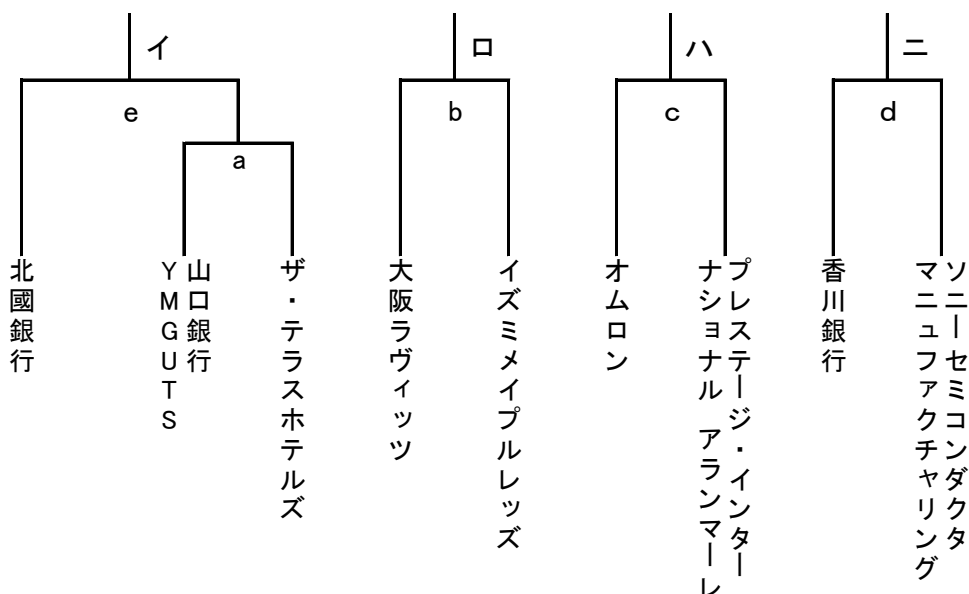 イ
ロ
ハ
ニ
e
b
c
d
a
北國銀行
山口銀行
YMGUTS
ザ・テラスホテルズ
大阪ラヴィッツ
イズミメイプルレッズ
オムロン
プレステージ・インター
ナショナル アランマーレ
香川銀行
ソニーセミコンダクタ
マニュファクチャリング